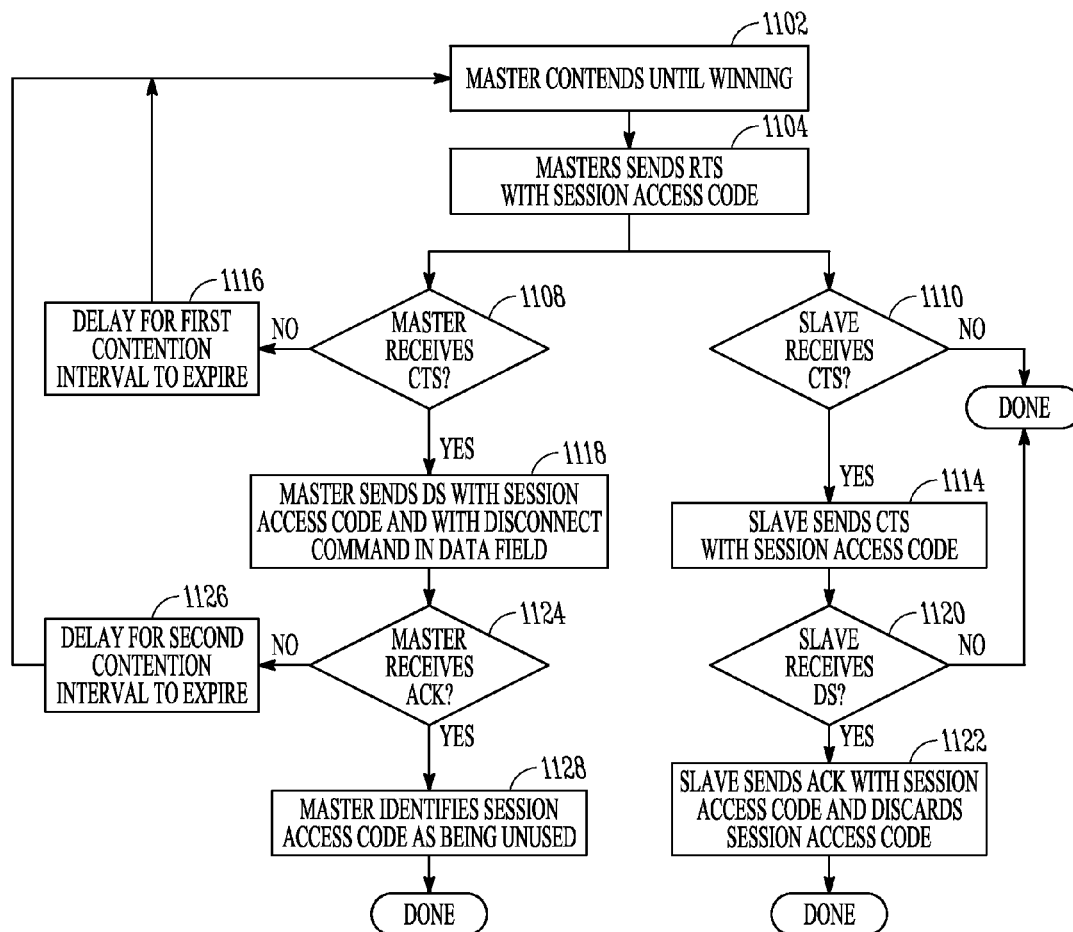 1102
MASTER CONTENDS UNTIL WINNING
1104
MASTERS SENDS RTS
WITH SESSION ACCESS CODE
1116
DELAY FOR FIRST
CONTENTION
INTERVAL TO EXPIRE
NO
1108
MASTER
RECEIVES
CTS?
1110
SLAVE
RECEIVES
CTS?
NO
DONE
YES
YES
1118
MASTER SENDS DS WITH SESSION
ACCESS CODE AND WITH DISCONNECT
COMMAND IN DATA FIELD
1114
SLAVE SENDS CTS
WITH SESSION ACCESS CODE
1126
DELAY FOR SECOND
CONTENTION
INTERVAL TO EXPIRE
NO
1124
MASTER
RECEIVES
ACK?
1120
SLAVE
RECEIVES
DS?
NO
YES
YES
1128
MASTER IDENTIFIES SESSION
ACCESS CODE AS BEING UNUSED
1122
SLAVE SENDS ACK WITH SESSION
ACCESS CODE AND DISCARDS
SESSION ACCESS CODE
DONE
DONE